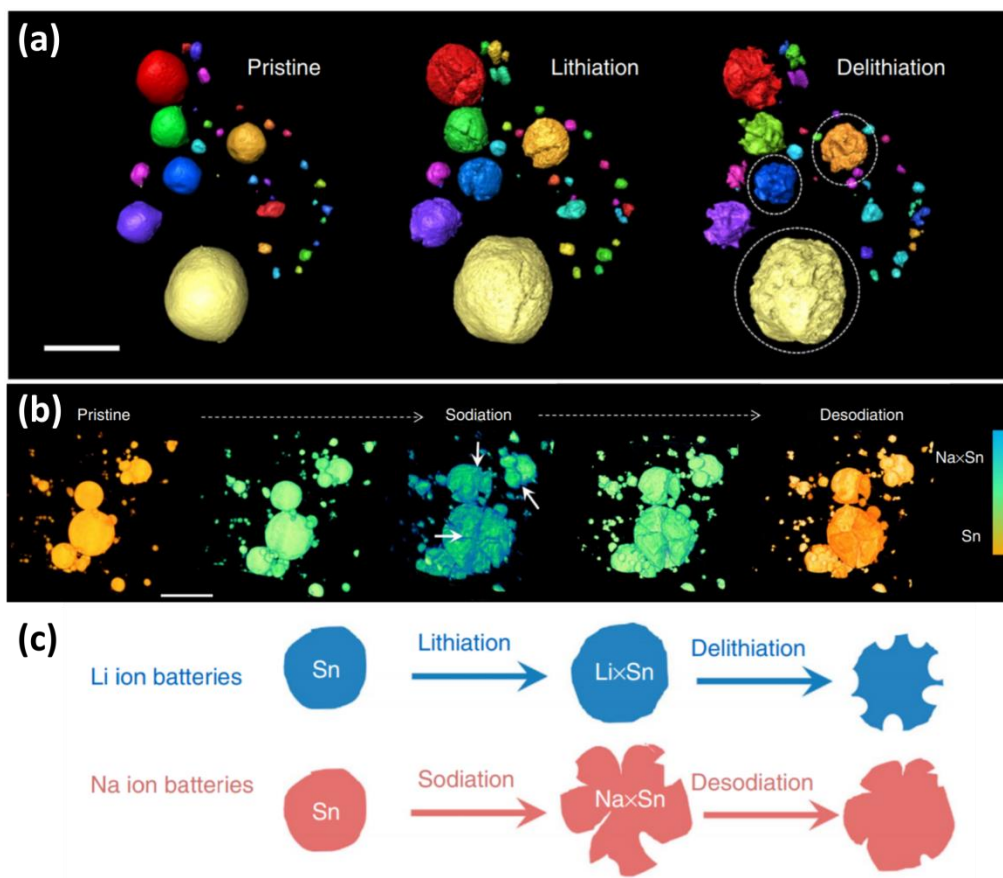 (a)
Pristine
Lithiation
Delithiation
(b)
Pristine
Sodiation
Desodiation
Na×Sn
Sn
(c)
Li ion batteries
Sn
Lithiation
Li×Sn
Delithiation
Na ion batteries
Sn
Sodiation
Na×Sn
Desodiation